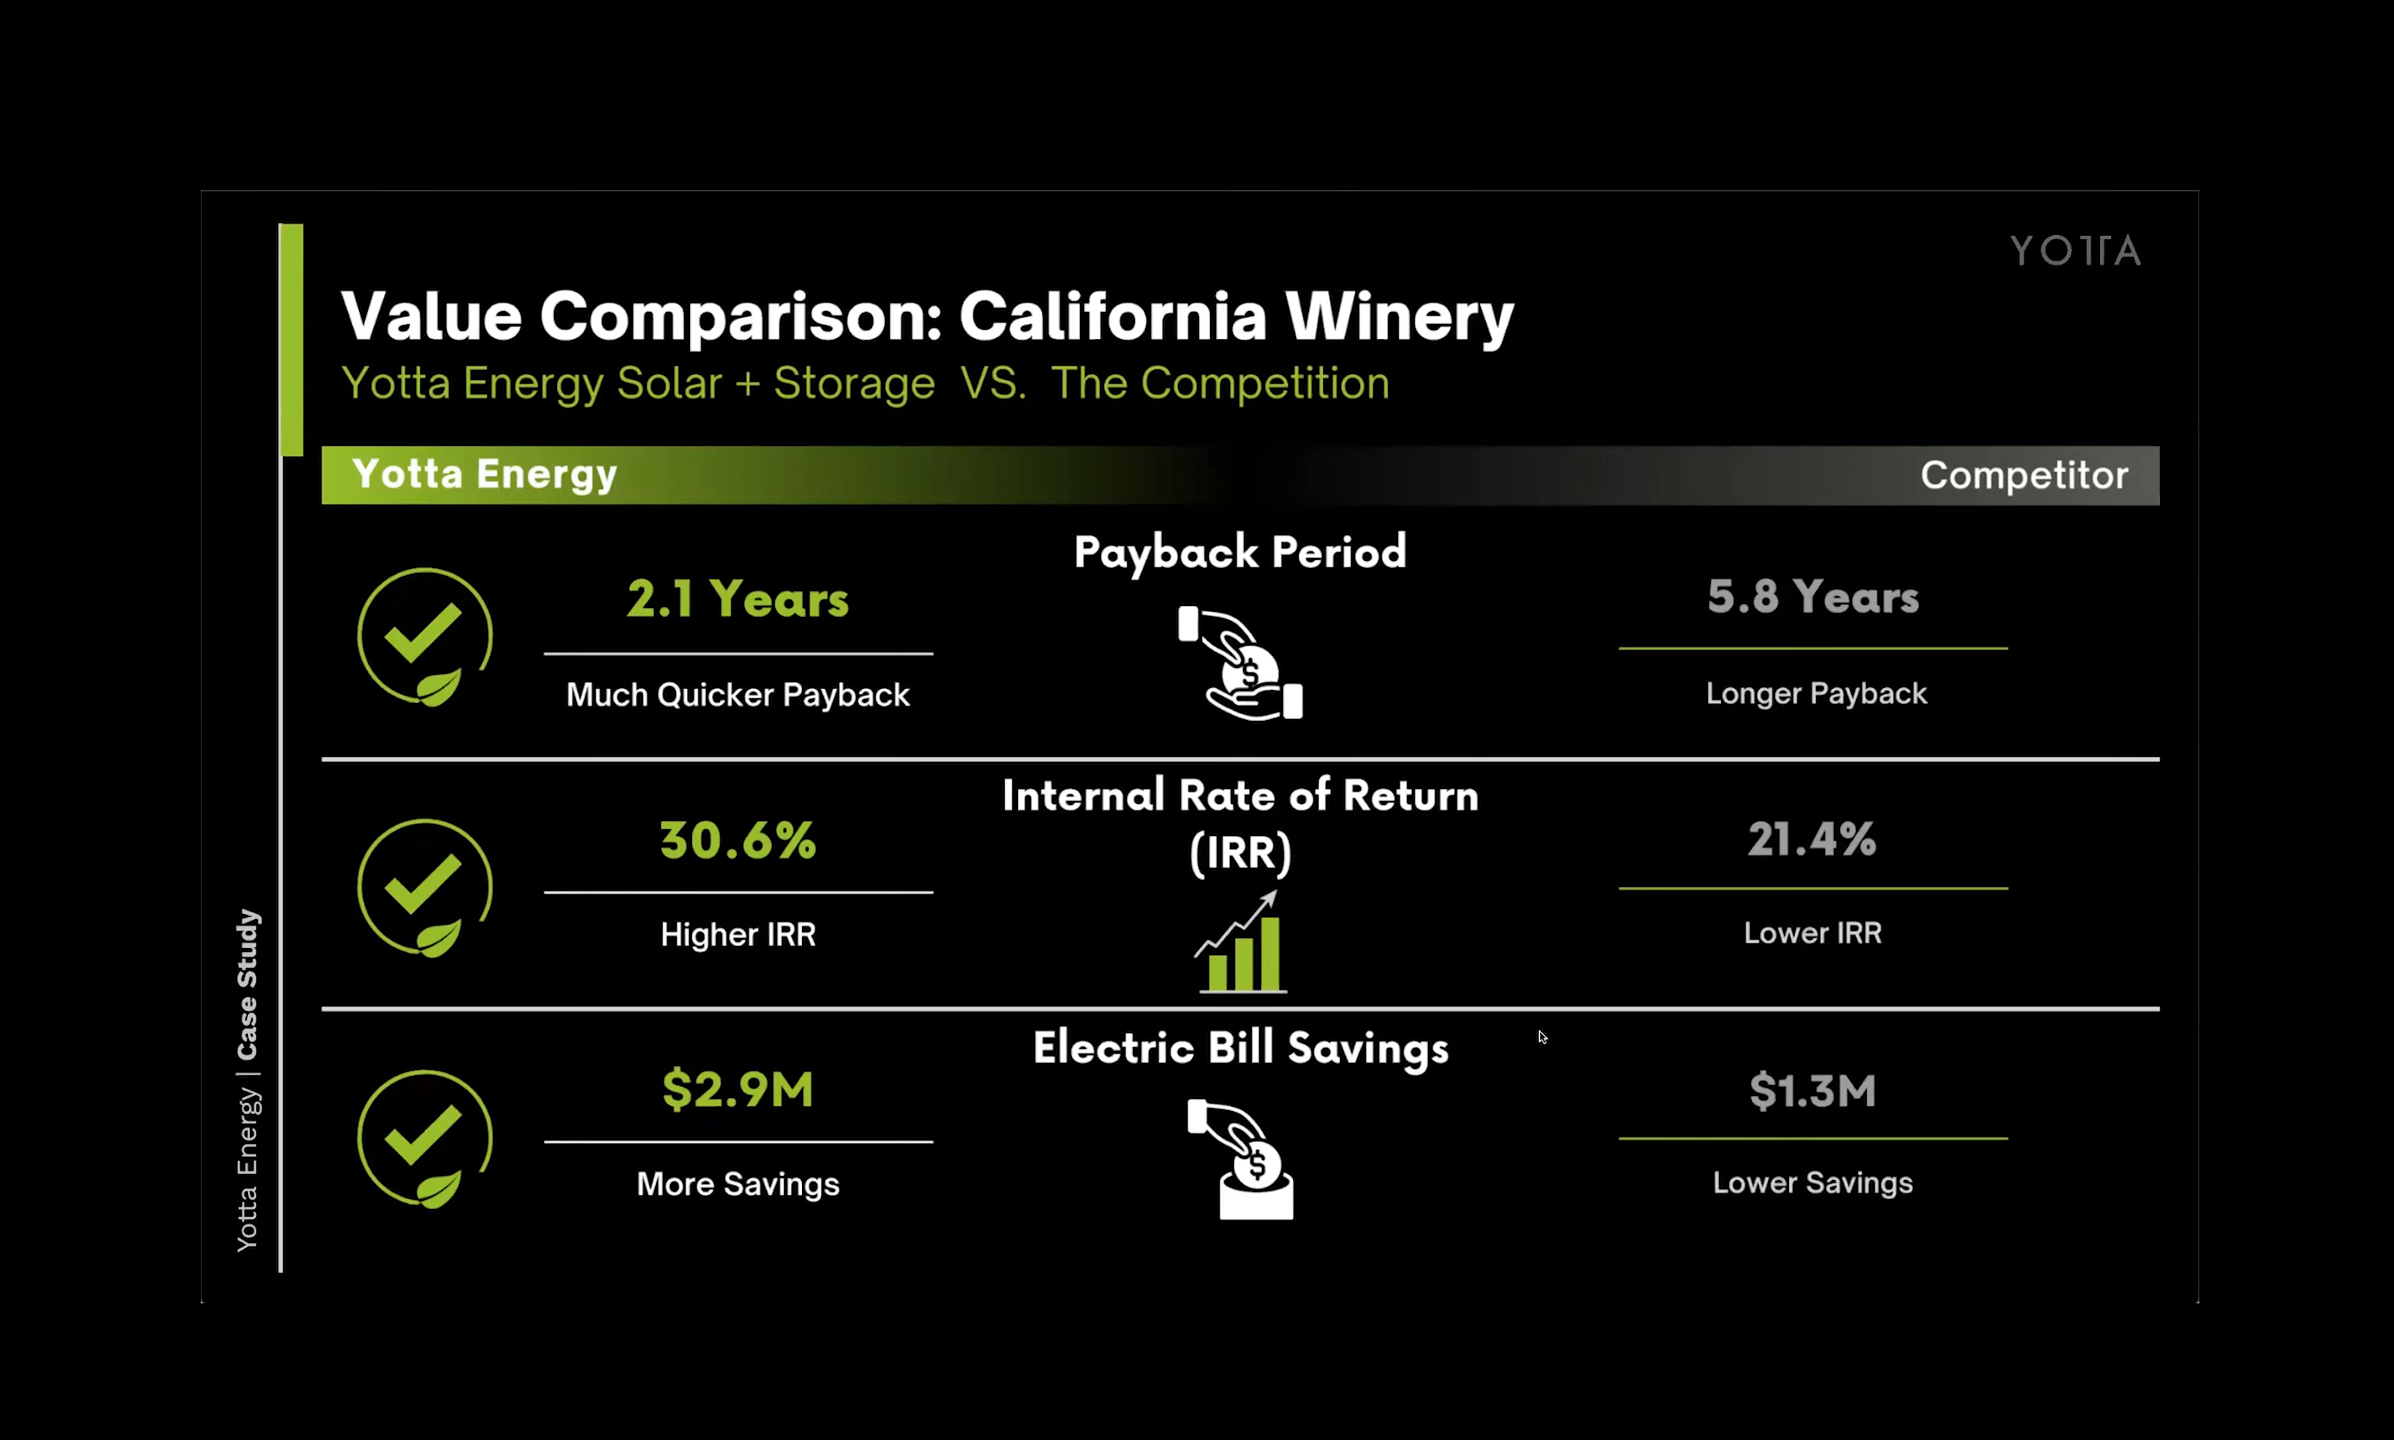 YOTTA
Value Comparison: California Winery
Yotta Energy Solar + Storage VS. The Competition
Yotta Energy
Competitor
Payback Period
2.1 Years
Much Quicker Payback
$
5.8 Years
Longer Payback
Internal Rate of Return
(IRR)
30.6%
Higher IRR
21.4%
Lower IRR
Electric Bill Savings
$2.9M
More Savings
$
$1.3M
Lower Savings
Yotta Energy | Case Study